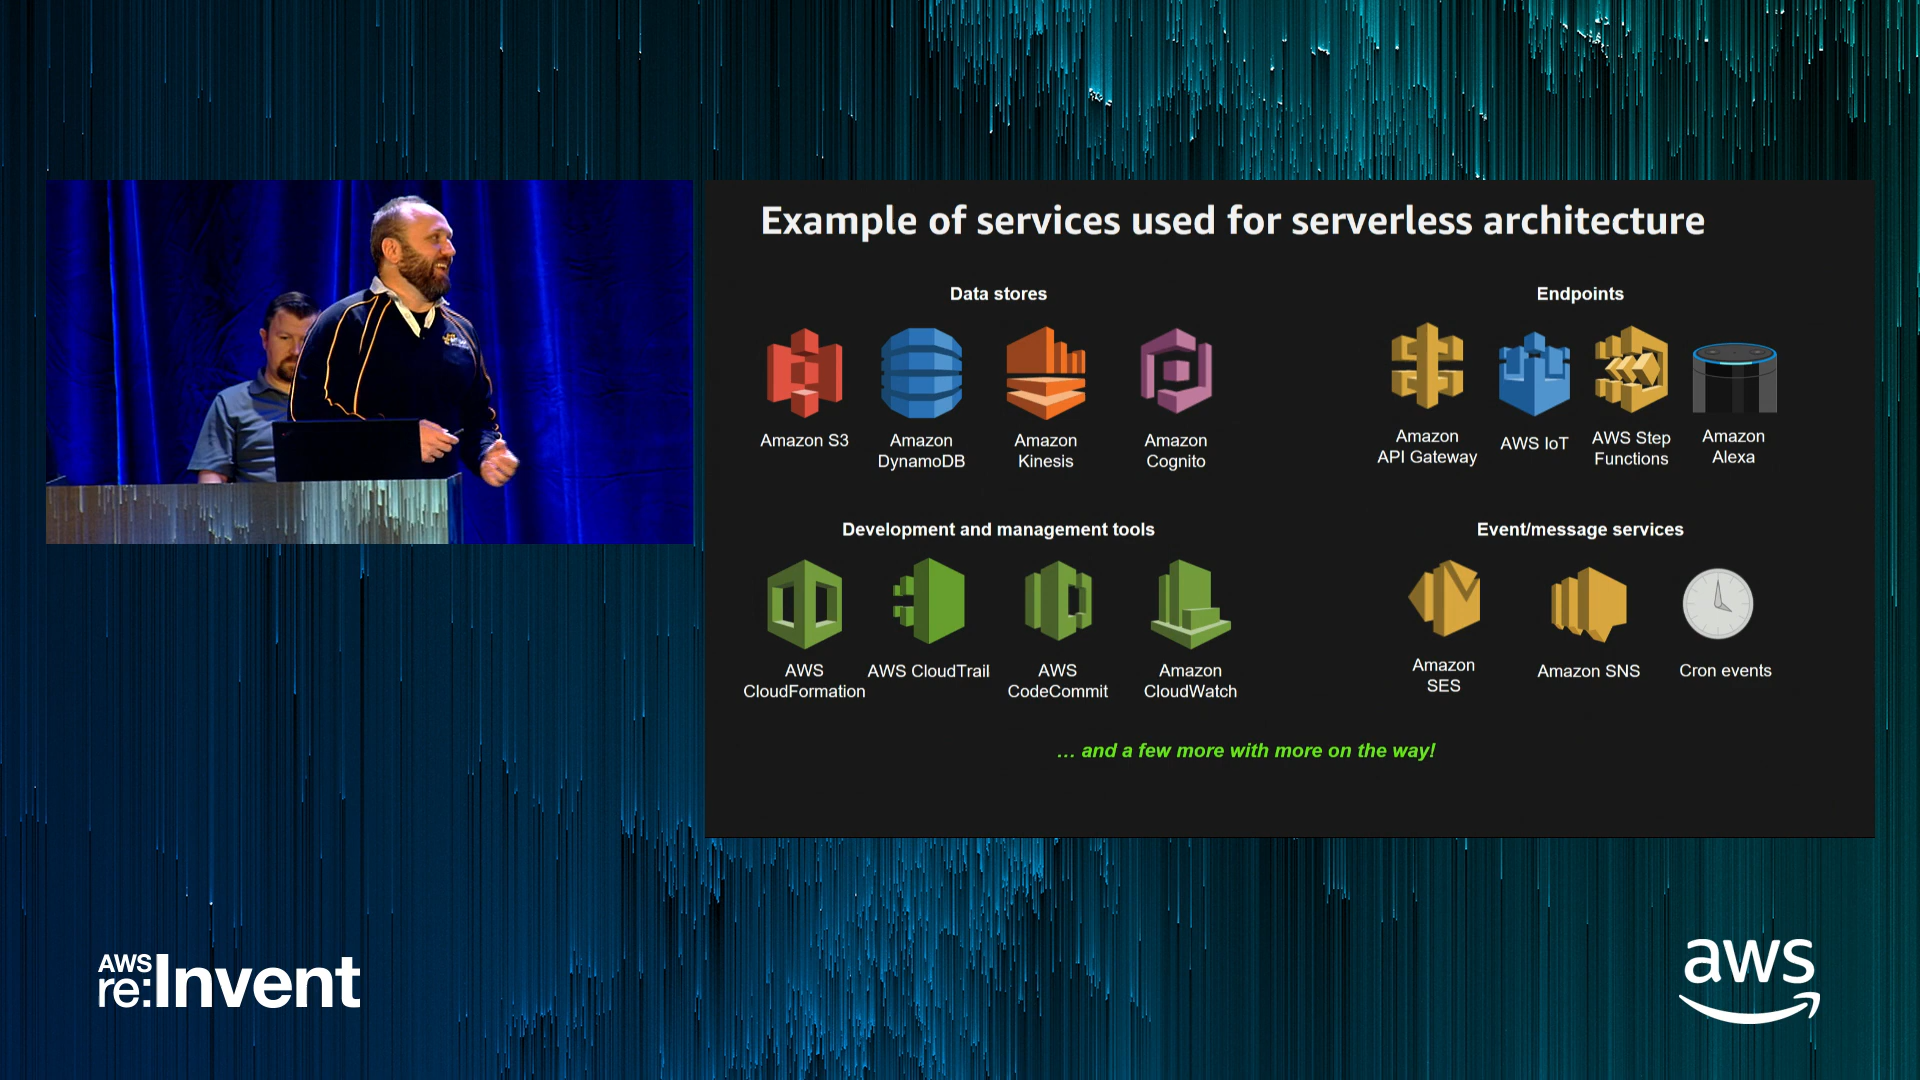 Example of services used for serverless architecture
Data stores
Endpoints
Amazon S3
Amazon
DynamoDB
Amazon
Kinesis
Amazon
Cognito
Amazon
API Gateway
AWS IoT
AWS Step
Functions
Amazon
Alexa
Development and management tools
Event/message services
AWS
CloudFormation
AWS CloudTrail
AWS
CodeCommit
Amazon
CloudWatch
Amazon
SES
Amazon SNS
Cron events
... and a few more with more on the way!
AWS
re:Invent
aws